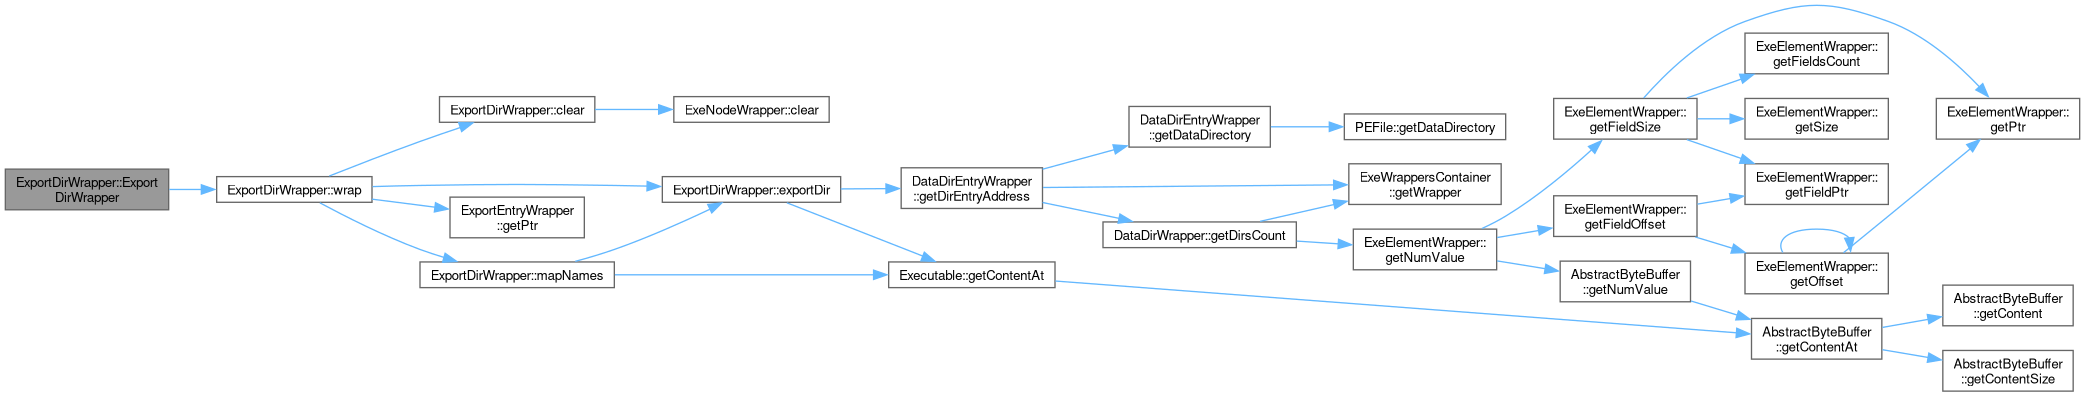 ExportDirWrapper::Export
DirWrapper
ExportDirWrapper::wrap
ExportDirWrapper::clear
ExportEntryWrapper
::getPtr
ExportDirWrapper::mapNames
ExeNodeWrapper::clear
ExportDirWrapper::exportDir
Executable::getContentAt
DataDirEntryWrapper
::getDirEntryAddress
DataDirEntryWrapper
::getDataDirectory
DataDirWrapper::getDirsCount
PEFile::getDataDirectory
ExeWrappersContainer
::getWrapper
ExeElementWrapper::
getNumValue
ExeElementWrapper::
getFieldSize
ExeElementWrapper::
getFieldOffset
AbstractByteBuffer
::getNumValue
ExeElementWrapper::
getFieldsCount
ExeElementWrapper::
getSize
ExeElementWrapper::
getFieldPtr
ExeElementWrapper::
getOffset
AbstractByteBuffer
::getContentAt
ExeElementWrapper::
getPtr
AbstractByteBuffer
::getContent
AbstractByteBuffer
::getContentSize